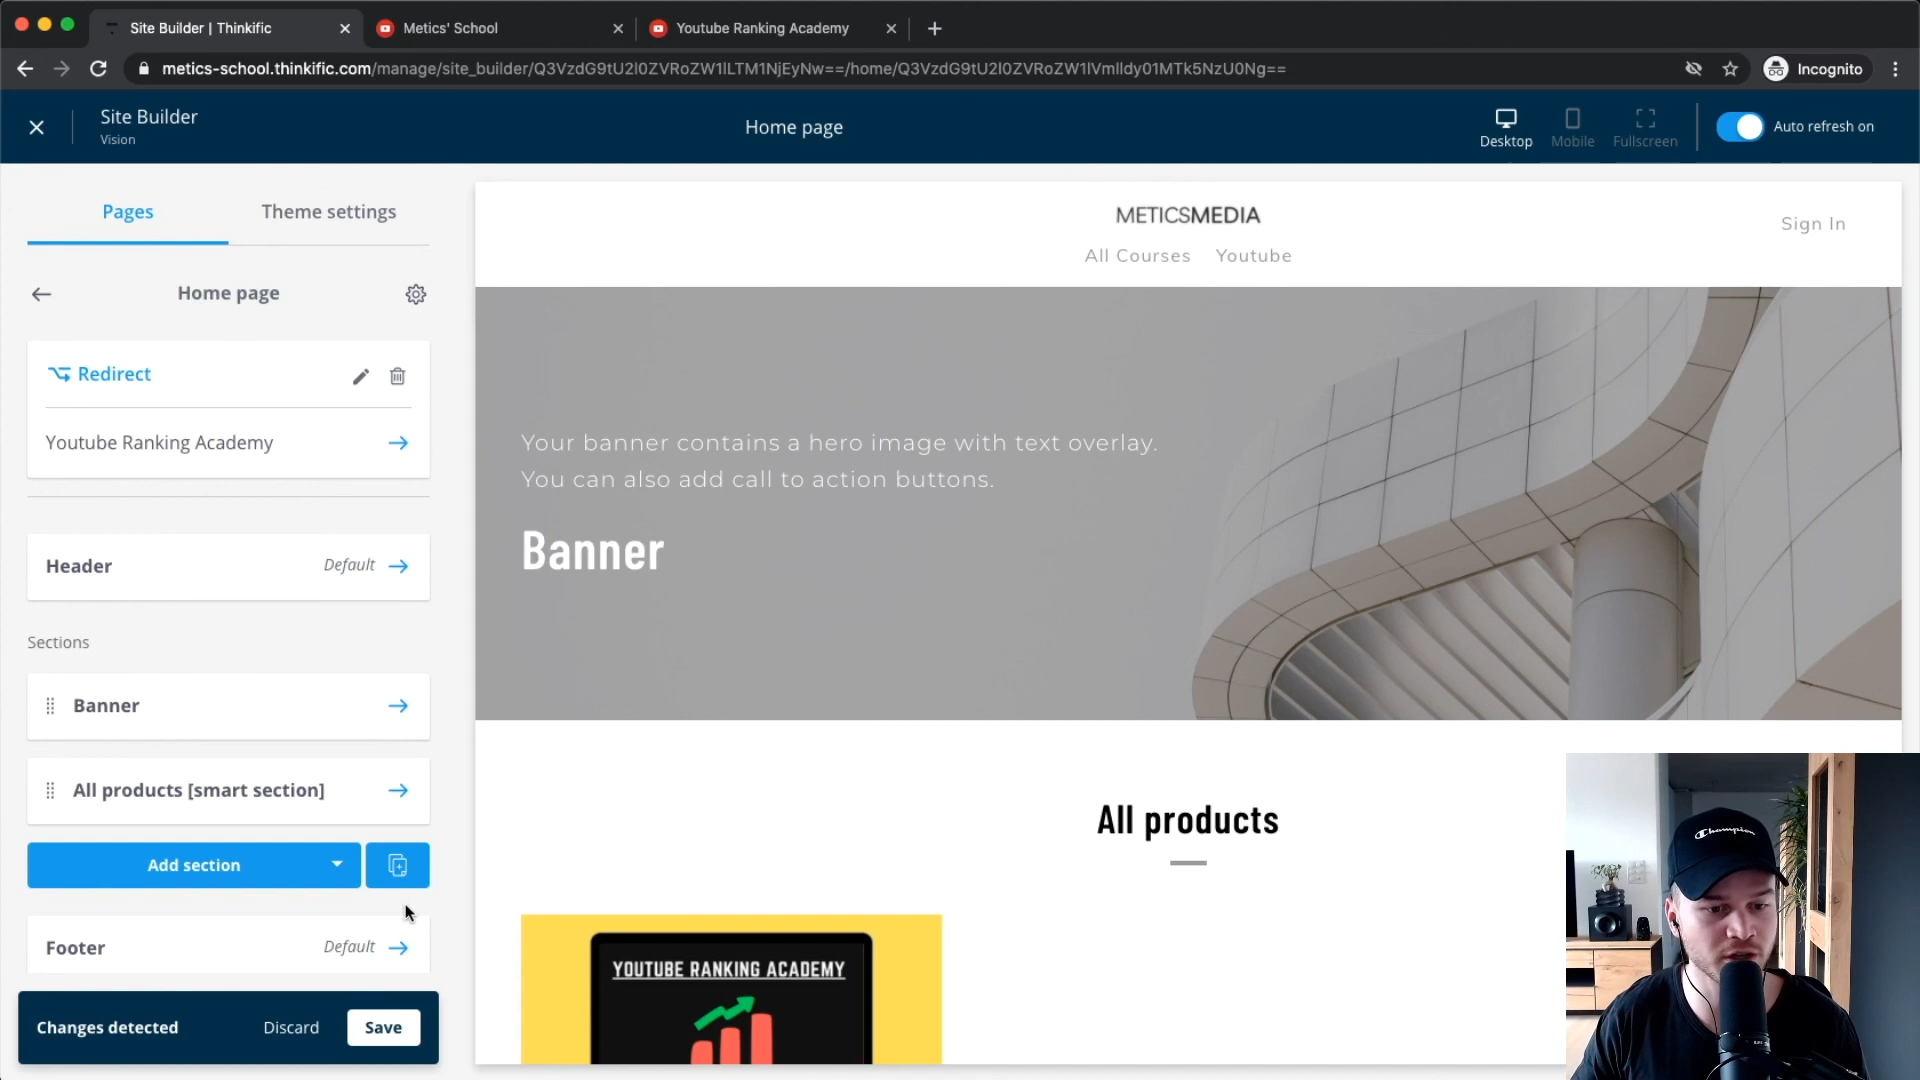 Site Builder | Thinkific
Metics' School
Youtube Ranking Academy
metics-school.thinkific.com/manage/site_builder/Q3VzdG9tU2l0ZVRoZW1lLTM1NjEyNw==/home/Q3VzdG9tU2l0ZVRoZW1lVmlldy01MTk5NzU0Ng==
Incognito
Site Builder
Vision
Home page
Desktop
Mobile
Fullscreen
Auto refresh on
Pages
Theme settings
Home page
Redirect
Youtube Ranking Academy
Header
Default
Sections
Banner
All products [smart section]
Add section
Footer
Default
Changes detected
Discard
Save
METICSMEDIA
Sign In
All Courses
Youtube
Your banner contains a hero image with text overlay.
You can also add call to action buttons.
Banner
All products
YOUTUBE RANKING ACADEMY
Champion